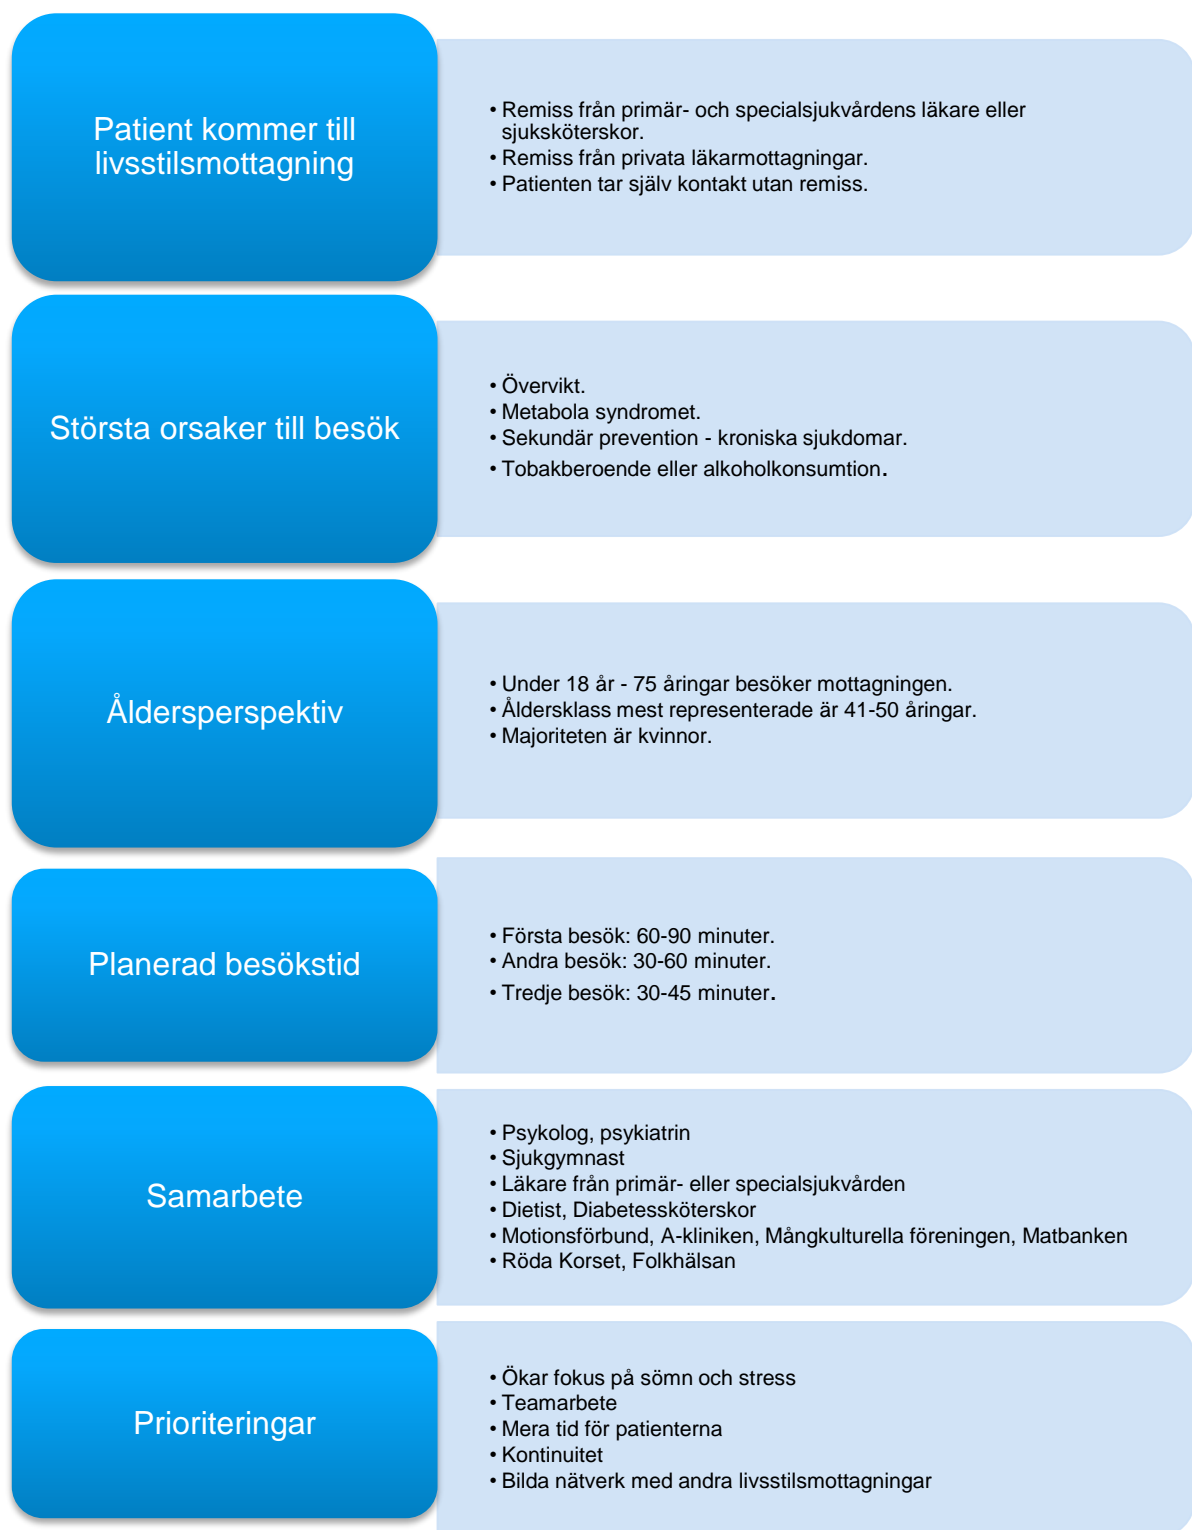 Patient kommer till
livsstilsmottagning
• Remiss från primär- och specialsjukvårdens läkare eller
sjuksköterskor.
• Remiss från privata läkarmottagningar.
• Patienten tar själv kontakt utan remiss.
Största orsaker till besök
• Övervikt.
• Metabola syndromet.
• Sekundär prevention - kroniska sjukdomar.
• Tobakberoende eller alkoholkonsumtion.
Åldersperspektiv
• Under 18 år - 75 åringar besöker mottagningen.
• Åldersklass mest representerade är 41-50 åringar.
• Majoriteten är kvinnor.
Planerad besökstid
• Första besök: 60-90 minuter.
• Andra besök: 30-60 minuter.
• Tredje besök: 30-45 minuter.
Samarbete
• Psykolog, psykiatrin
• Sjukgymnast
• Läkare från primär- eller specialsjukvården
• Dietist, Diabetessköterskor
• Motionsförbund, A-kliniken, Mångkulturella föreningen, Matbanken
• Röda Korset, Folkhälsan
Prioriteringar
• Ökar fokus på sömn och stress
• Teamarbete
• Mera tid för patienterna
• Kontinuitet
• Bilda nätverk med andra livsstilsmottagningar